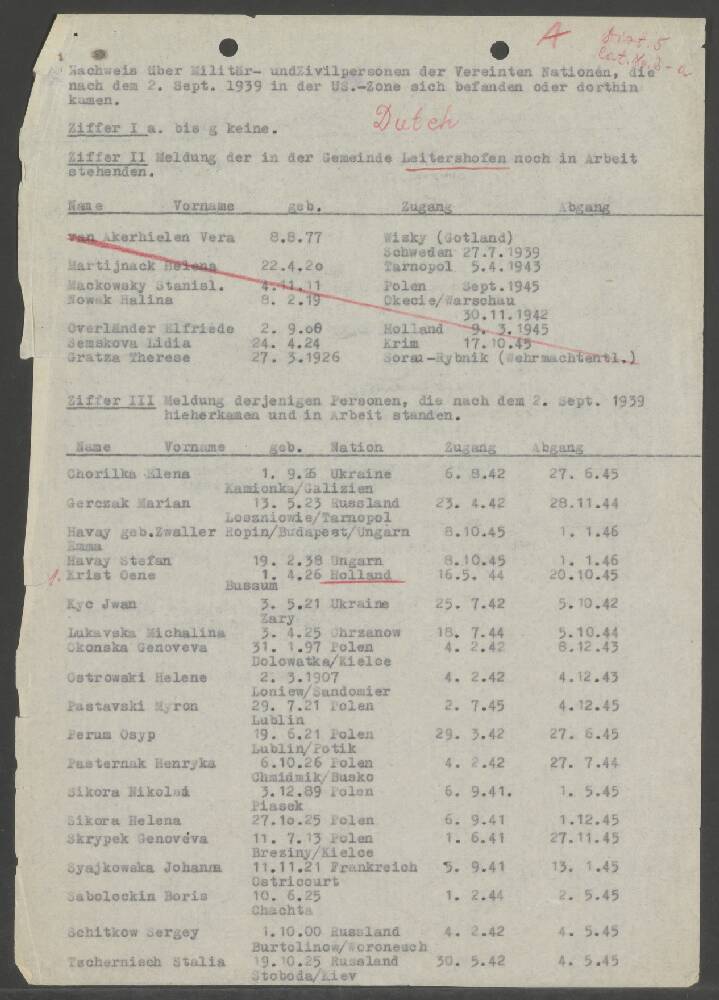 A Dist. 5
Cat. No. 3-a
Nachweis über Militär- undZivilpersonen der Vereinten Nationen, die
nach dem 2. Sept. 1939 in der US.-Zone sich befanden oder dorthin
kamen.
Dutch
Ziffer I a. bis g keine.
Ziffer II Meldung der in der Gemeinde Leitershofen noch in Arbeit
stehenden.
Name Vorname geb. Zugang Abgang
van Akerhielen Vera 8.8.77 Wisky (Gotland)
Schweden 27.7.1939
Martijnack Helena 22.4.20 Tarnopol 5.4.1943
Mackowsky Stanisl. 4.11.11 Polen Sept.1945
Nowak Halina 8. 2.19 Okecie/Warschau
30.11.1942
Overländer Elfriede 2. 9.08 Holland 9. 3.1945
Semskova Lidia 24. 4.24 Krim 17.10.45
Gratza Therese 27. 3.1926 Sorau-Rybnik (Wehrmachtentl.)
Ziffer III Meldung derjenigen Personen, die nach dem 2. Sept. 1939
hieherkamen und in Arbeit standen.
Name Vorname geb. Nation Zugang Abgang
Chorilka Elena 1. 9.26 Ukraine 6. 8.42 27. 6.45
Kamionka/Galizien
Gerczak Marian 13. 5.23 Russland 23. 4.42 28.11.44
Loszniowie/Tarnopol
Havay geb.Zwaller Ropin/Budapest/Ungarn 8.10.45 1. 1.46
Emma
Havay Stefan 19. 2.38 Ungarn 8.10.45 1. 1.46
1. Krist Oene 1. 4.26 Holland 16.5. 44 20.10.45
Bussum
Kyc Jwan 3. 5.21 Ukraine 25. 7.42 5.10.42
Zary
Lukavska Michalina 3. 4.25 Chrzanow 18. 7.44 5.10.44
Okonska Genoveva 31. 1.97 Polen 4. 2.42 8.12.43
Dolowatka/Kielce
Ostrowski Helene 2. 3.1907 4. 2.42 4.12.43
Loniew/Sandomier
Pastavski Myron 29. 7.21 Polen 2. 7.45 4.12.45
Lublin
Perum Osyp 19. 6.21 Polen 29. 3.42 27. 6.45
Lublin/Potik
Pasternak Henryka 6.10.26 Polen 4. 2.42 27. 7.44
Chmidmik/Busko
Sikora Nikolai 3.12.89 Polen 6. 9.41. 1. 5.45
Piasek
Sikora Helena 27.10.25 Polen 6. 9.41 1.12.45
Skrypek Genoveva 11. 7.13 Polen 1. 6.41 27.11.45
Breziny/Kielce
Syajkowska Johanna 11.11.21 Frankreich 5. 9.41 13. 1.45
Ostricourt
Sabolockin Boris 10. 6.25 1. 2.44 2. 5.45
Chachta
Schitkow Sergey 1.10.00 Russland 4. 2.42 4. 5.45
Burtolinow/Woronesch
Tschernisch Stalia 19.10.25 Russland 30. 5.42 4. 5.45
Stoboda/Kiev